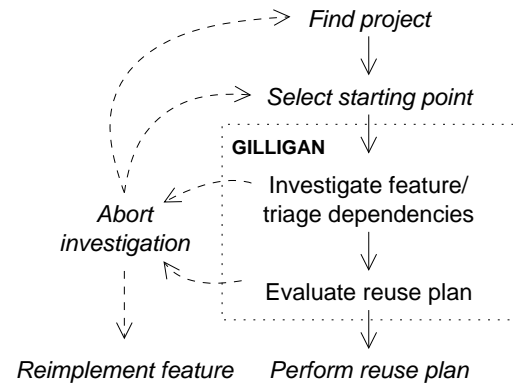 Find project
Select starting point
GILLIGAN
Investigate feature/
triage dependencies
Abort
investigation
Evaluate reuse plan
Reimplement feature
Perform reuse plan